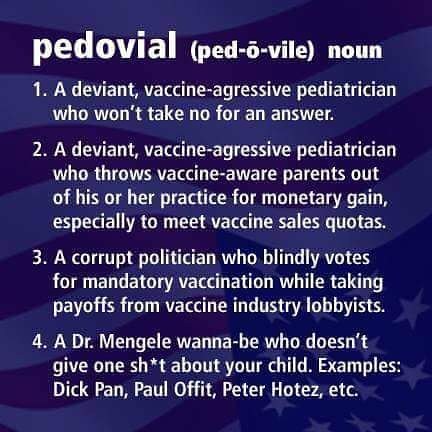 pedovial (ped-ō-vile) noun
1. A deviant, vaccine-agressive pediatrician
who won't take no for an answer.
2. A deviant, vaccine-agressive pediatrician
who throws vaccine-aware parents out
of his or her practice for monetary gain,
especially to meet vaccine sales quotas.
3. A corrupt politician who blindly votes
for mandatory vaccination while taking
payoffs from vaccine industry lobbyists.
4. A Dr. Mengele wanna-be who doesn't
give one sh*t about your child. Examples:
Dick Pan, Paul Offit, Peter Hotez, etc.